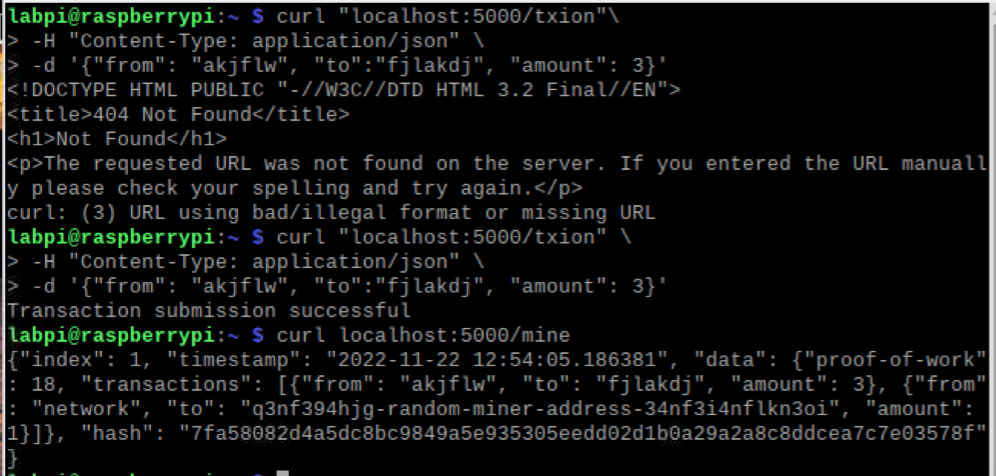 labpi@raspberrypi:~ $ curl "localhost:5000/txion"\
> -H "Content-Type: application/json" \
> -d '{"from": "akjflw", "to":"fjlakdj", "amount": 3}'
<!DOCTYPE HTML PUBLIC "-//W3C//DTD HTML 3.2 Final//EN">
<title>404 Not Found</title>
<h1>Not Found</h1>
<p>The requested URL was not found on the server. If you entered the URL manuall
y please check your spelling and try again.</p>
curl: (3) URL using bad/illegal format or missing URL
labpi@raspberrypi:~ $ curl "localhost:5000/txion" \
> -H "Content-Type: application/json" \
> -d '{"from": "akjflw", "to":"fjlakdj", "amount": 3}'
Transaction submission successful
labpi@raspberrypi:~ $ curl localhost:5000/mine
{"index": 1, "timestamp": "2022-11-22 12:54:05.186381", "data": {"proof-of-work"
: 18, "transactions": [{"from": "akjflw", "to": "fjlakdj", "amount": 3}, {"from"
: "network", "to": "q3nf394hjg-random-miner-address-34nf3i4nflkn3oi", "amount":
1}]}, "hash": "7fa58082d4a5dc8bc9849a5e935305eedd02d1b0a29a2a8c8ddcea7c7e03578f"
}
labpi@raspberrypi:~ $